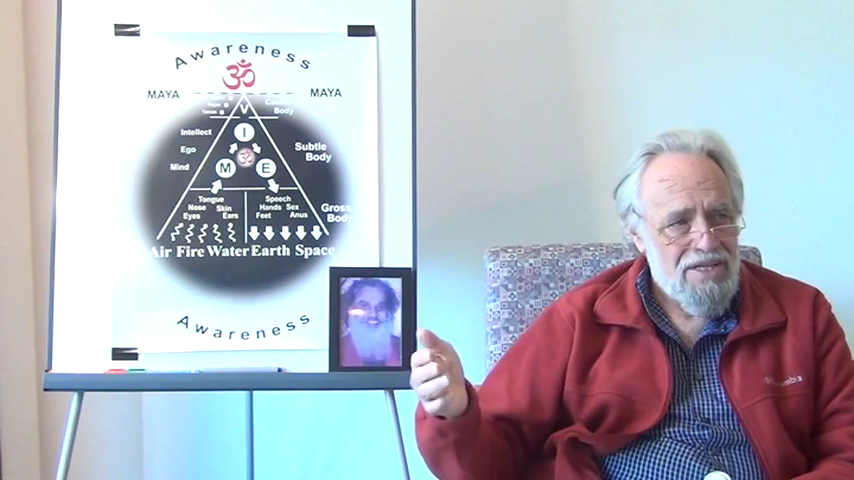 Awareness
ॐ
MAYA MAYA
V
Body
Intellect
I
Ego
Subtle
Body
Mind
ॐ
M E
Tongue
Nose Skin
Eyes Ears
Speech
Hands Sex
Feet Anus
Gross
Body
Air Fire Water Earth Space
Awareness
Columbia